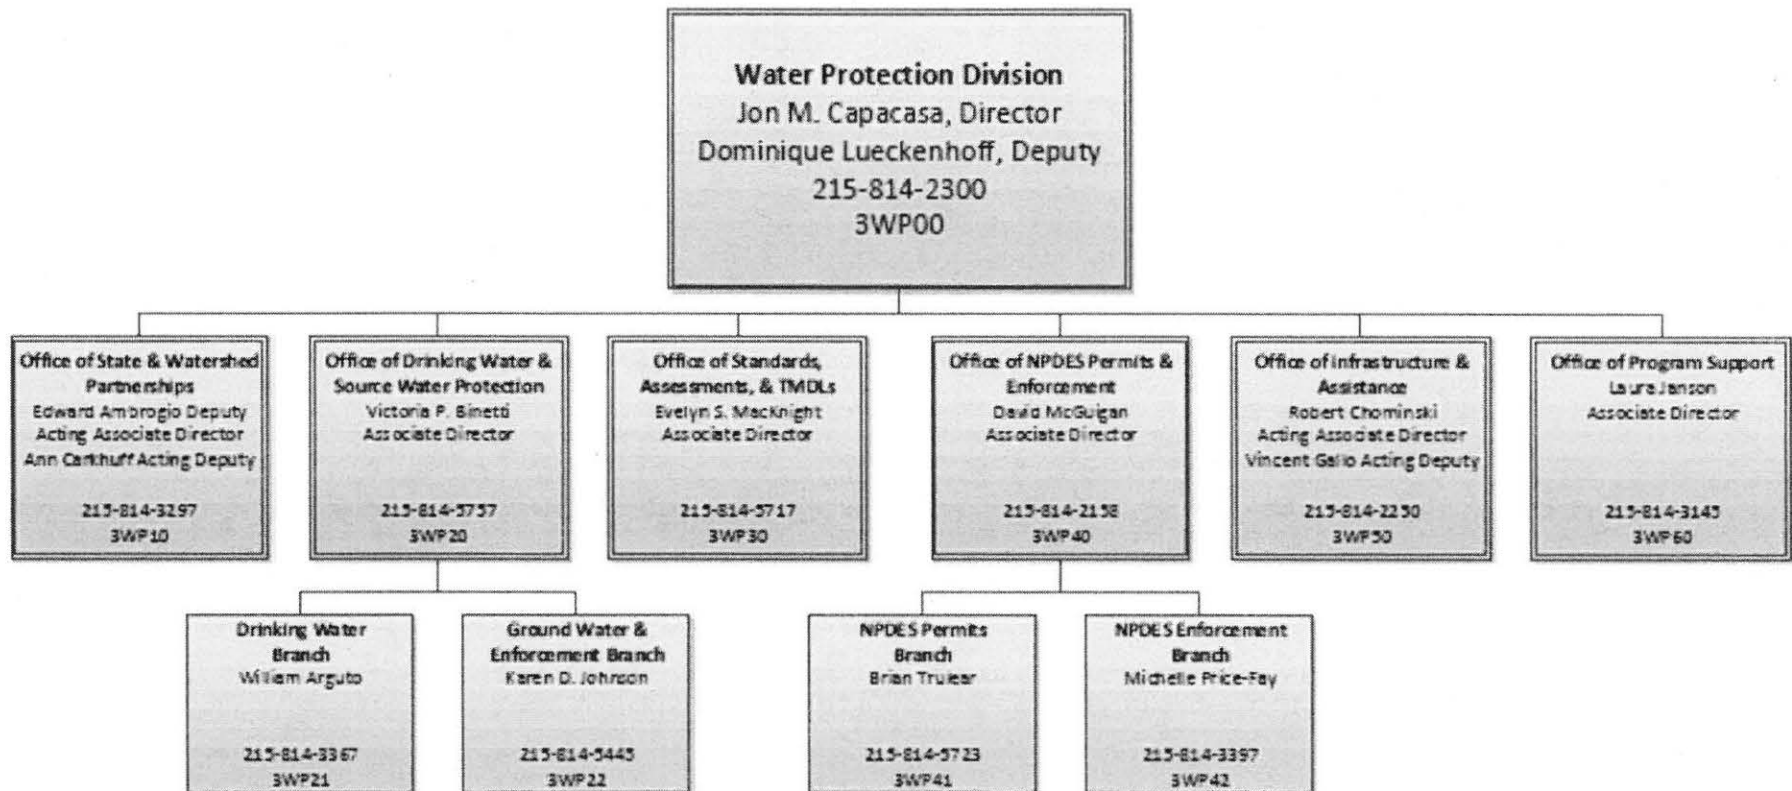 Water Protection Division
Jon M. Capacasa, Director
Dominique Lueckenhoff, Deputy
215-814-2300
3WP00
Office of State & Watershed
Partnerships
Edward Ambrogio Deputy
Acting Associate Director
Ann Carkhuff Acting Deputy
215-814-3297
3WP10
Office of Drinking Water &
Source Water Protection
Victoria P. Binetti
Associate Director
215-814-5757
3WP20
Office of Standards,
Assessments, & TMDLs
Evelyn S. MacKnight
Associate Director
215-814-5717
3WP30
Office of NPDES Permits &
Enforcement
David McGuigan
Associate Director
215-814-2158
3WP40
Office of Infrastructure &
Assistance
Robert Chominski
Acting Associate Director
Vincent Gallo Acting Deputy
215-814-2250
3WP50
Office of Program Support
Laura Janson
Associate Director
215-814-3145
3WP60
Drinking Water
Branch
William Arguto
215-814-3367
3WP21
Ground Water &
Enforcement Branch
Karen D. Johnson
215-814-5445
3WP22
NPDES Permits
Branch
Brian Trulear
215-814-5723
3WP41
NPDES Enforcement
Branch
Michelle Price-Fay
215-814-3397
3WP42